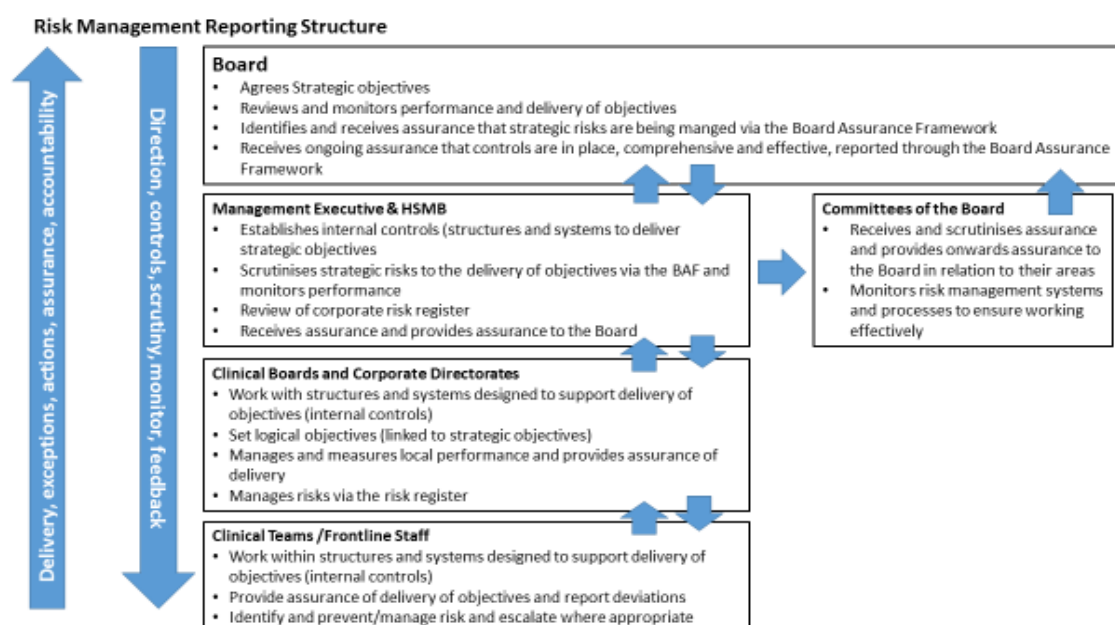 Risk Management Reporting Structure
Delivery, exceptions, actions, assurance, accountability
Direction, controls, scrutiny, monitor, feedback
Board
• Agrees Strategic objectives
• Reviews and monitors performance and delivery of objectives
• Identifies and receives assurance that strategic risks are being manged via the Board Assurance Framework
• Receives ongoing assurance that controls are in place, comprehensive and effective, reported through the Board Assurance
Framework
Management Executive & HSMB
• Establishes internal controls (structures and systems to deliver
strategic objectives
• Scrutinises strategic risks to the delivery of objectives via the BAF and
monitors performance
• Review of corporate risk register
• Receives assurance and provides assurance to the Board
Committees of the Board
• Receives and scrutinises assurance
and provides onwards assurance to
the Board in relation to their areas
• Monitors risk management systems
and processes to ensure working
effectively
Clinical Boards and Corporate Directorates
• Work with structures and systems designed to support delivery of
objectives (internal controls)
• Set logical objectives (linked to strategic objectives)
• Manages and measures local performance and provides assurance of
delivery
• Manages risks via the risk register
Clinical Teams /Frontline Staff
• Work within structures and systems designed to support delivery of
objectives (internal controls)
• Provide assurance of delivery of objectives and report deviations
• Identify and prevent/manage risk and escalate where appropriate